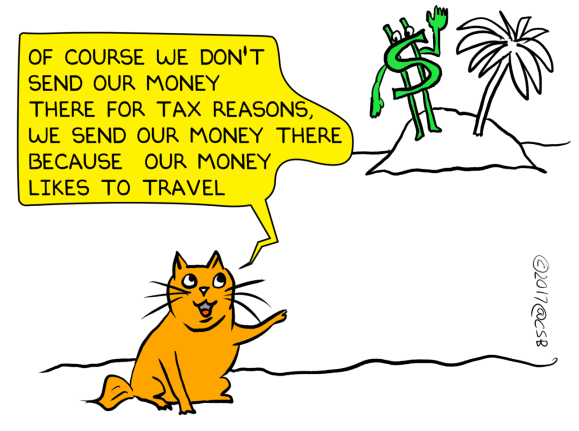 OF COURSE WE DON'T
SEND OUR MONEY
THERE FOR TAX REASONS,
WE SEND OUR MONEY THERE
BECAUSE OUR MONEY
LIKES TO TRAVEL
$
©2017@CSB